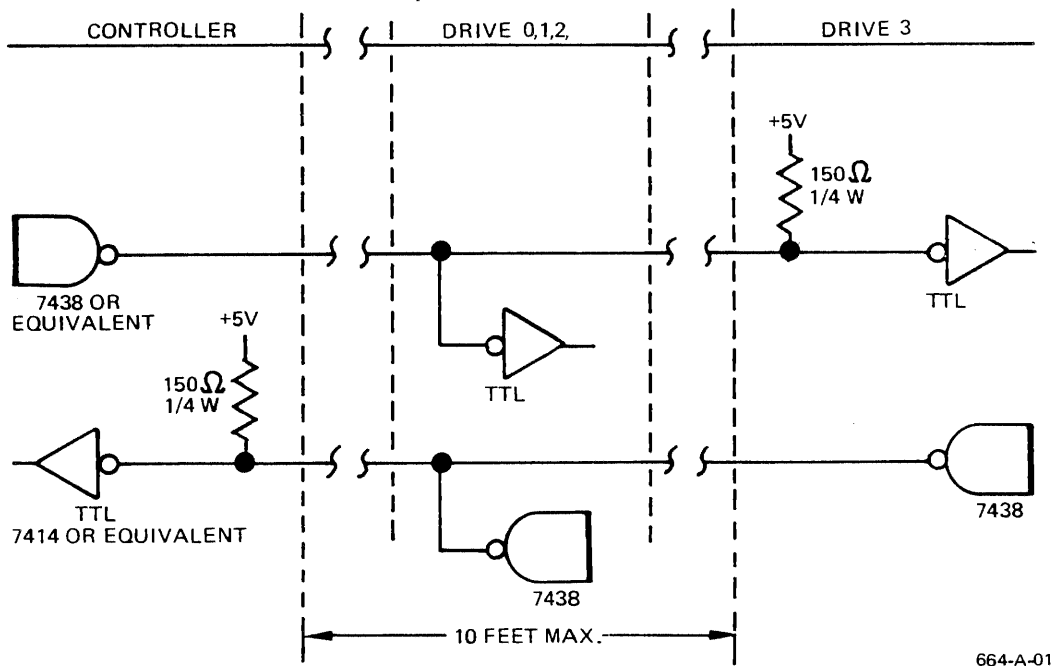 CONTROLLER
DRIVE 0,1,2,
DRIVE 3
+5V
150Ω
1/4 W
7438 OR
EQUIVALENT
TTL
+5V
TTL
150Ω
1/4 W
TTL
7414 OR EQUIVALENT
7438
7438
10 FEET MAX.
664-A-01